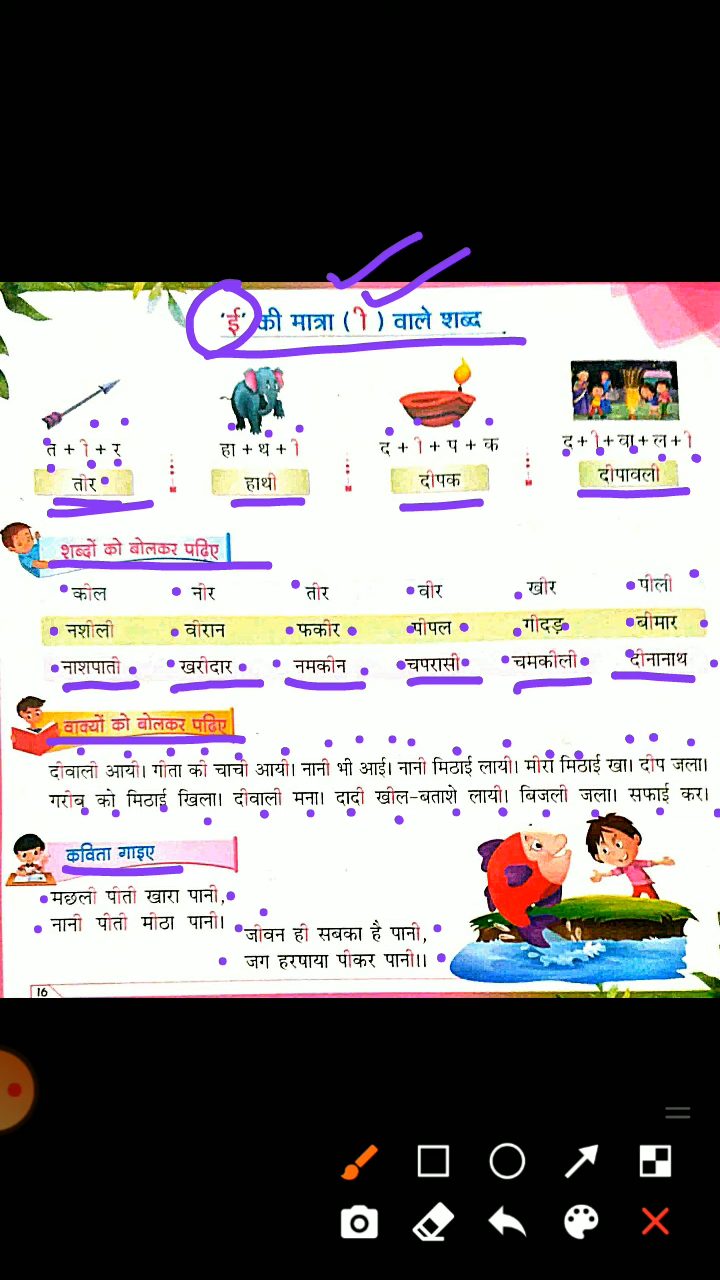 'ई' की मात्रा ( ी ) वाले शब्द
त + ी + र
हा + थ + ी
द + ी + प + क
द + ी + पा + व + ल + ी
तीर
हाथी
दीपक
दीपावली
शब्दों को बोलकर पढ़िए
कील नीर तीर वीर खीर पीली
नशीली वीरान फकीर पीपल गीदड़ बीमार
नाशपाती खरीदार नमकीन चपरासी चमकीली दीनानाथ
वाक्यों को बोलकर पढ़िए
दीवाली आयी। गीता की चाची आयी। नानी भी आई। नानी मिठाई लायी। मीरा मिठाई खा। दीप जला।
गरीब को मिठाई खिला। दीवाली मना। दादी खील-बताशे लायी। बिजली जला। सफाई कर।
कविता गाइए
मछली पीती खारा पानी,
नानी पीती मीठा पानी।
जीवन ही सबका है पानी,
जग हरषाया पीकर पानी।।
16